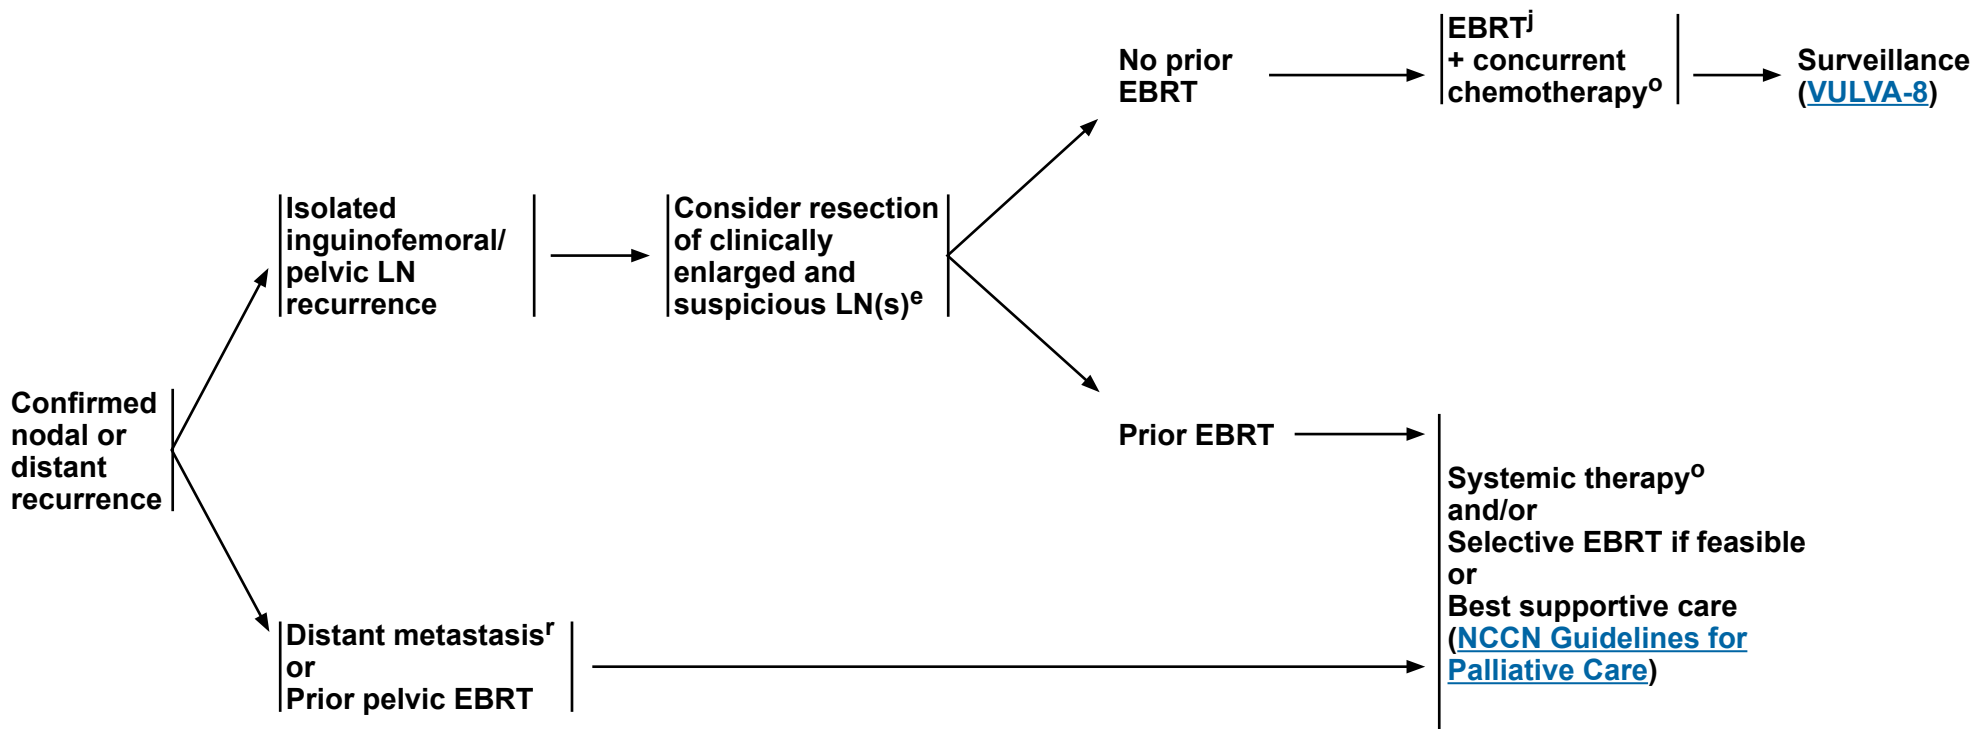 Confirmed
nodal or
distant
recurrence
Isolated
inguinofemoral/
pelvic LN
recurrence
Consider resection
of clinically
enlarged and
suspicious LN(s)e
No prior
EBRT
EBRTj
+ concurrent
chemotherapyo
Surveillance
(VULVA-8)
Prior EBRT
Systemic therapyo
and/or
Selective EBRT if feasible
or
Best supportive care
(NCCN Guidelines for
Palliative Care)
Distant metastasisr
or
Prior pelvic EBRT